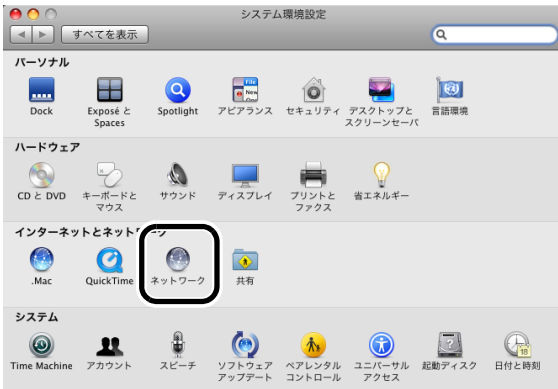 システム環境設定
すべてを表示
パーソナル
Dock
Exposé と
Spaces
Spotlight
アピアランス
セキュリティ
デスクトップと
スクリーンセーバ
言語環境
ハードウェア
CD と DVD
キーボードと
マウス
サウンド
ディスプレイ
プリントと
ファクス
省エネルギー
インターネットとネットワーク
.Mac
QuickTime
ネットワーク
共有
システム
Time Machine
アカウント
スピーチ
ソフトウェア
アップデート
ペアレンタル
コントロール
ユニバーサル
アクセス
起動ディスク
日付と時刻